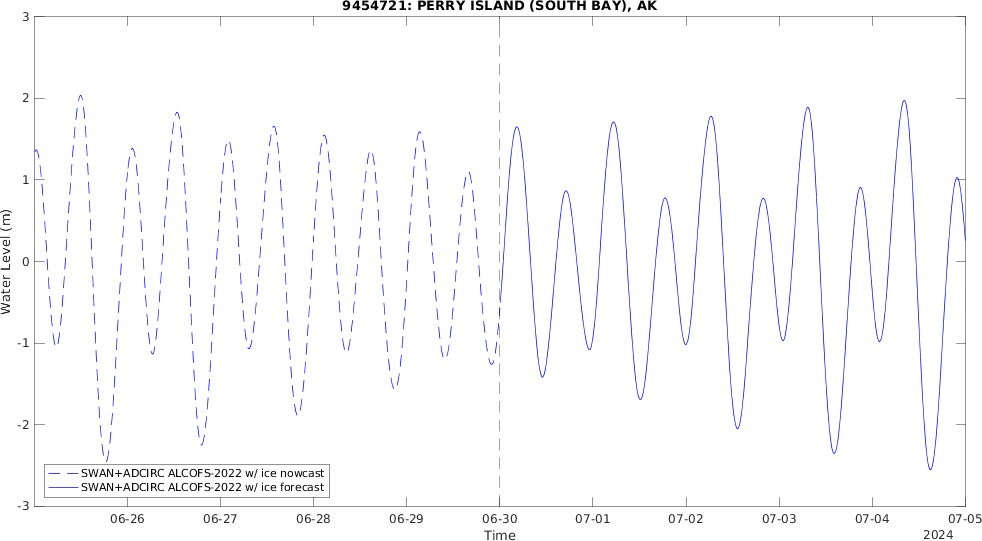 9454721: PERRY ISLAND (SOUTH BAY), AK
3
2
1
0
-1
-2
-3
Water Level (m)
SWAN+ADCIRC ALCOFS-2022 w/ ice nowcast
SWAN+ADCIRC ALCOFS-2022 w/ ice forecast
06-26 06-27 06-28 06-29 06-30 07-01 07-02 07-03 07-04 07-05
Time
2024